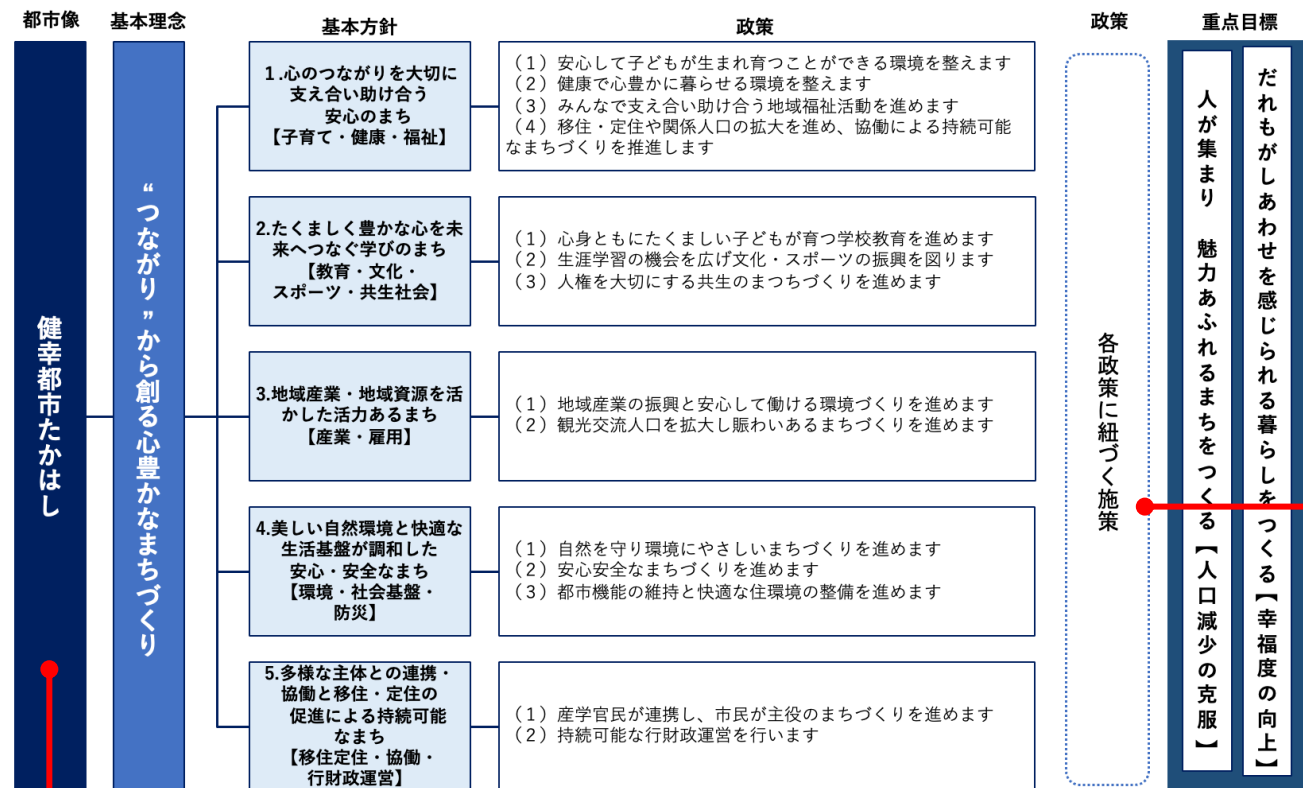 都市像
基本理念
基本方針
政策
政策
重点目標
健幸都市たかはし
“つながり”から創る心豊かなまちづくり
1.心のつながりを大切に
支え合い助け合う
安心のまち
【子育て・健康・福祉】
（1）安心して子どもが生まれ育つことができる環境を整えます
（2）健康で心豊かに暮らせる環境を整えます
（3）みんなで支え合い助け合う地域福祉活動を進めます
（4）移住・定住や関係人口の拡大を進め、協働による持続可能
なまちづくりを推進します
2.たくましく豊かな心を未
来へつなぐ学びのまち
【教育・文化・
スポーツ・共生社会】
（1）心身ともにたくましい子どもが育つ学校教育を進めます
（2）生涯学習の機会を広げ文化・スポーツの振興を図ります
（3）人権を大切にする共生のまつちづくりを進めます
3.地域産業・地域資源を活
かした活力あるまち
【産業・雇用】
（1）地域産業の振興と安心して働ける環境づくりを進めます
（2）観光交流人口を拡大し賑わいあるまちづくりを進めます
4.美しい自然環境と快適な
生活基盤が調和した
安心・安全なまち
【環境・社会基盤・
防災】
（1）自然を守り環境にやさしいまちづくりを進めます
（2）安心安全なまちづくりを進めます
（3）都市機能の維持と快適な住環境の整備を進めます
5.多様な主体との連携・
協働と移住・定住の
促進による持続可能
なまち
【移住定住・協働・
行財政運営】
（1）産学官民が連携し、市民が主役のまちづくりを進めます
（2）持続可能な行財政運営を行います
各政策に紐づく施策
だれもがしあわせを感じられる暮らしをつくる【幸福度の向上】
人が集まり　魅力あふれるまちをつくる【人口減少の克服】